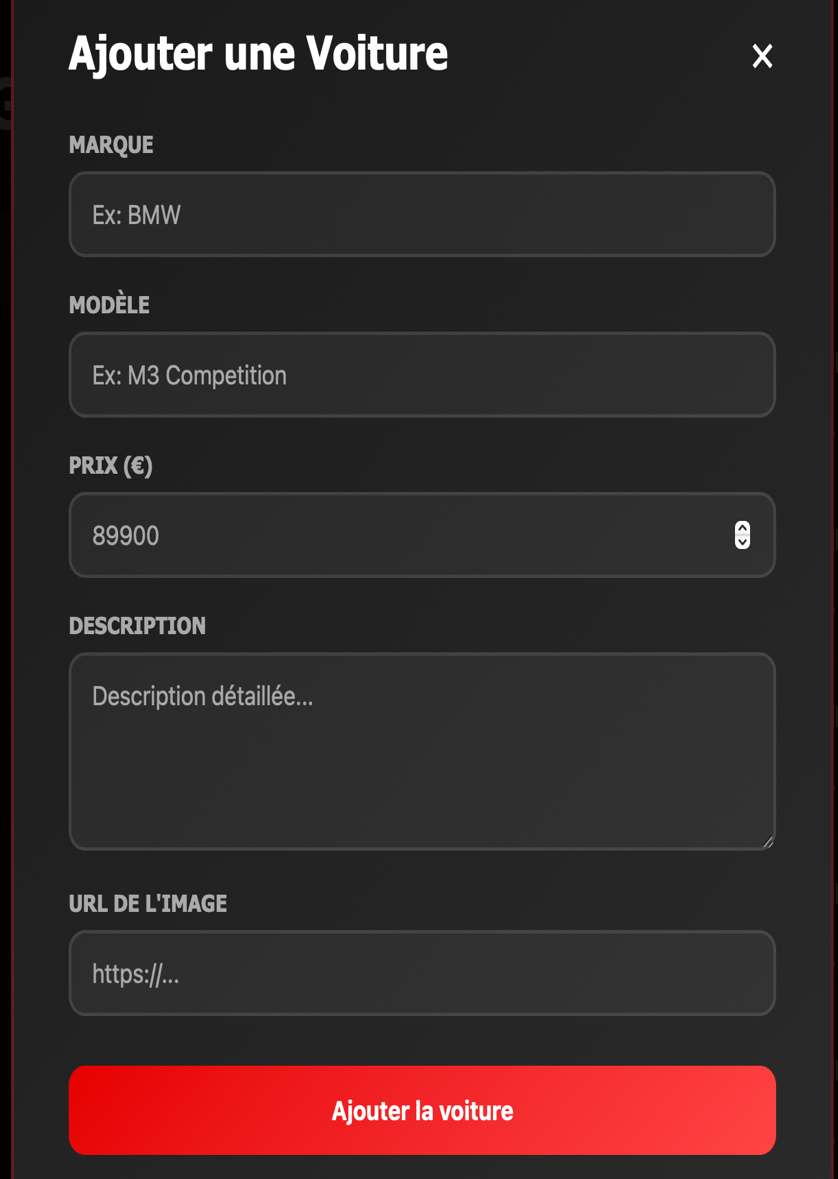 Ajouter une Voiture
MARQUE
Ex: BMW
MODÈLE
Ex: M3 Competition
PRIX (€)
89900
DESCRIPTION
Description détaillée...
URL DE L'IMAGE
https://...
Ajouter la voiture